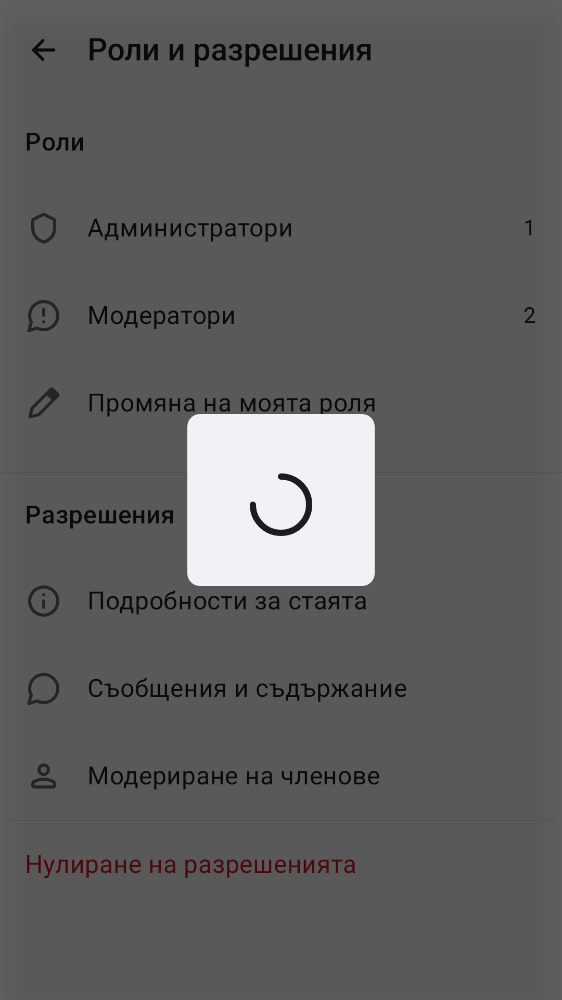 Роли и разрешения
Роли
Администратори 1
Модератори 2
Промяна на моята роля
Разрешения
Подробности за стаята
Съобщения и съдържание
Модериране на членове
Нулиране на разрешенията